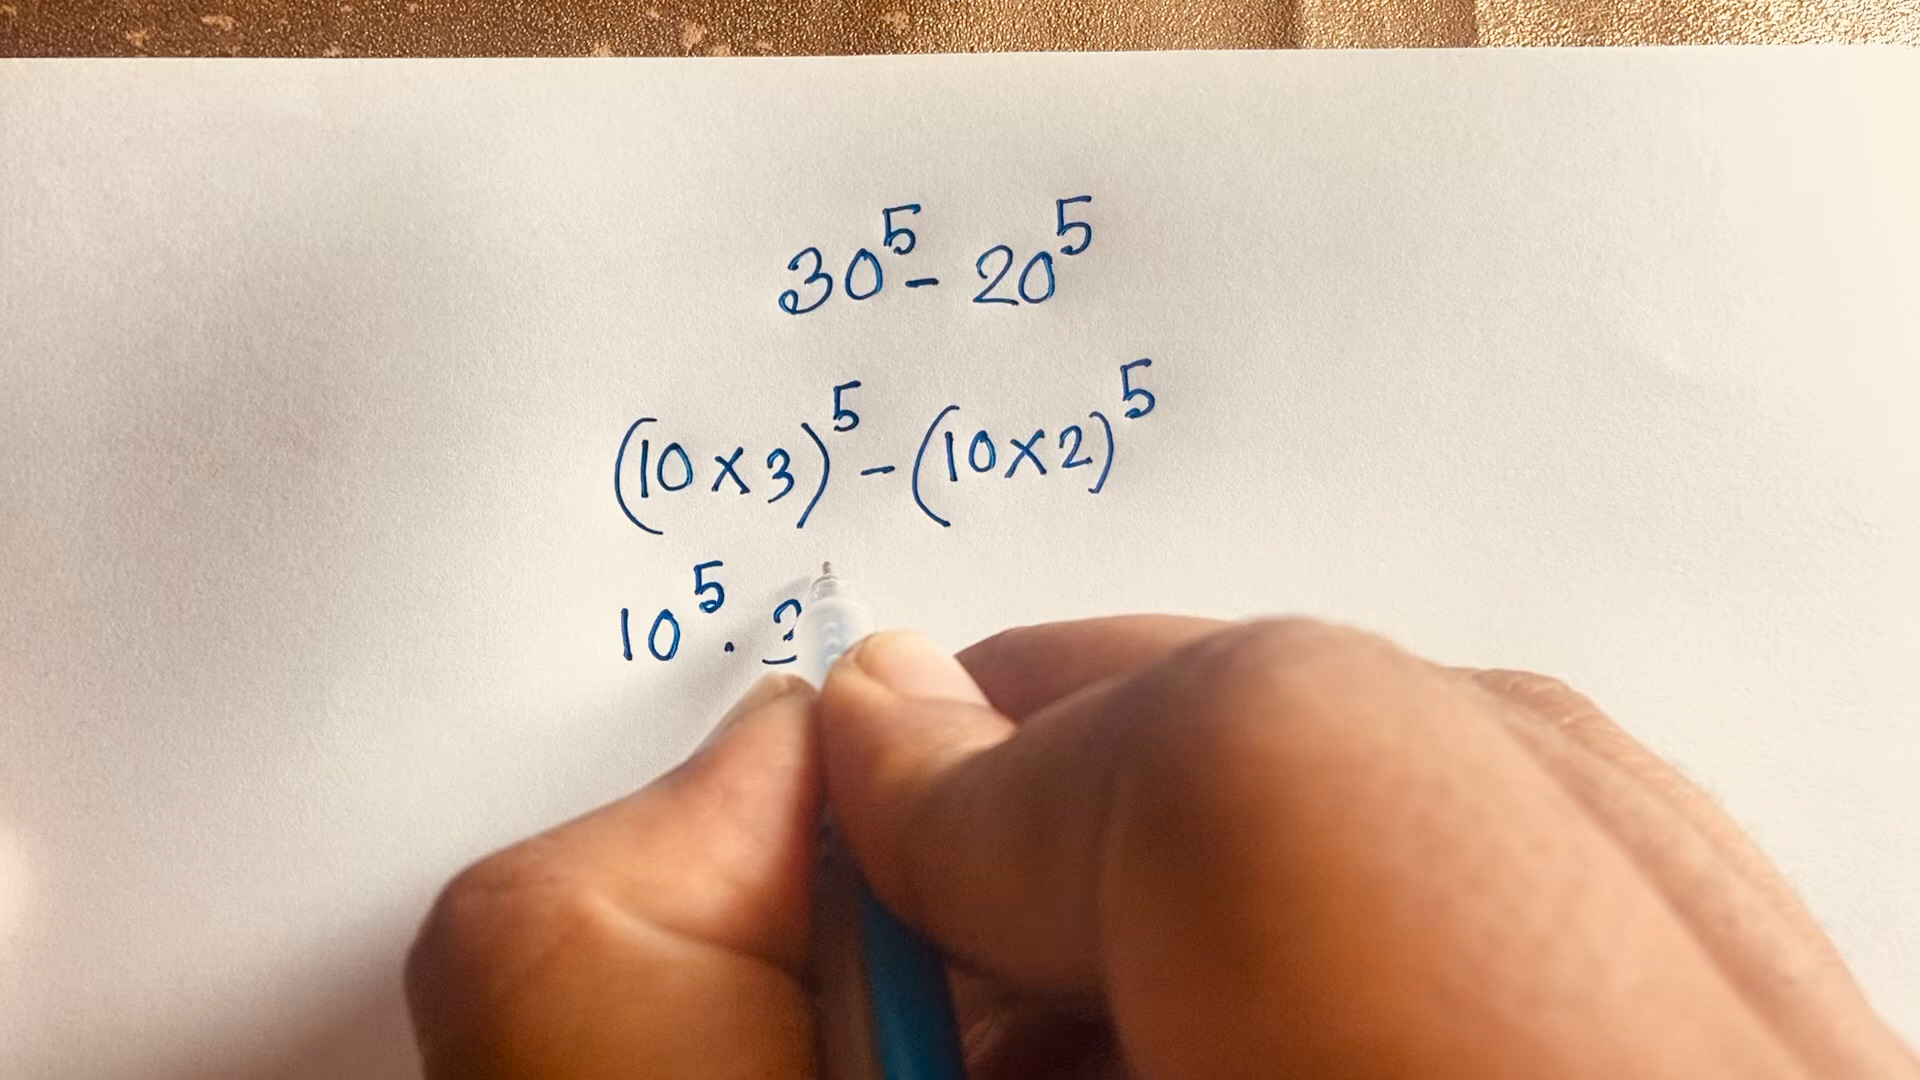 30⁵ - 20⁵
(10 × 3)⁵ - (10 × 2)⁵
10⁵ .